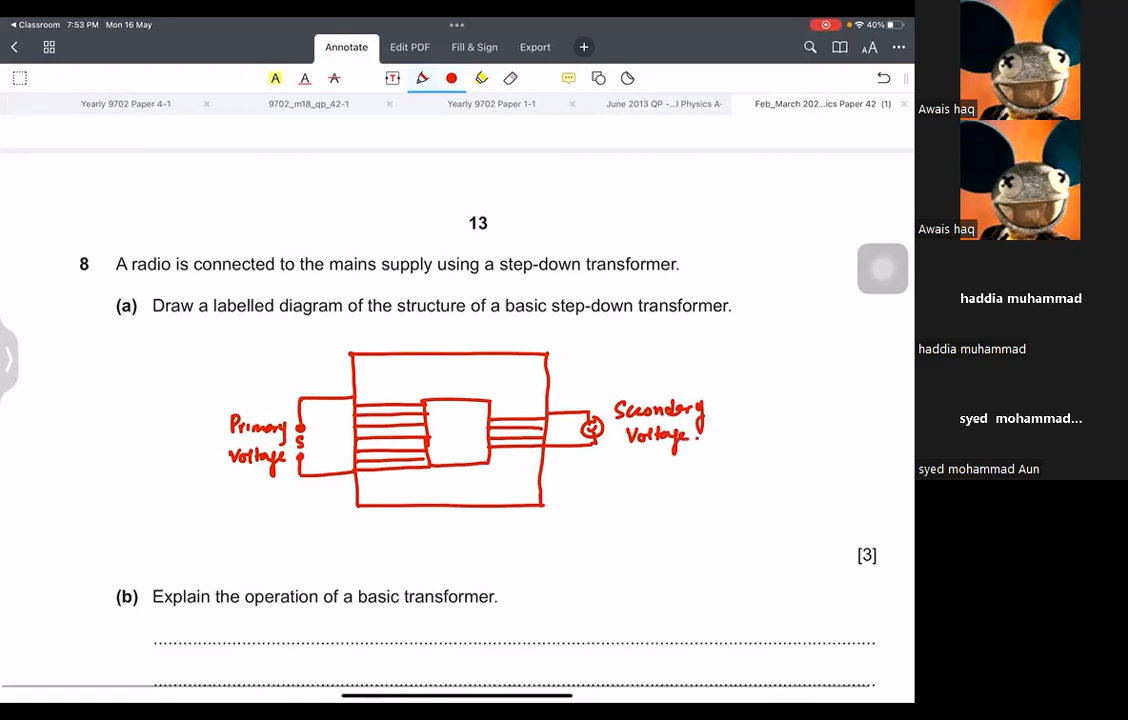 Classroom 7:53 PM Mon 16 May
40%
Annotate Edit PDF Fill & Sign Export
Yearly 9702 Paper 4-1 9702_m18_qp_42-1 Yearly 9702 Paper 1-1 June 2013 QP -...l Physics A- Feb_March 202...ics Paper 42 (1)
13
8 A radio is connected to the mains supply using a step-down transformer.
(a) Draw a labelled diagram of the structure of a basic step-down transformer.
Primary
Voltage
Secondary
Voltage.
[3]
(b) Explain the operation of a basic transformer.
Awais haq
Awais haq
haddia muhammad
haddia muhammad
syed mohammad...
syed mohammad Aun